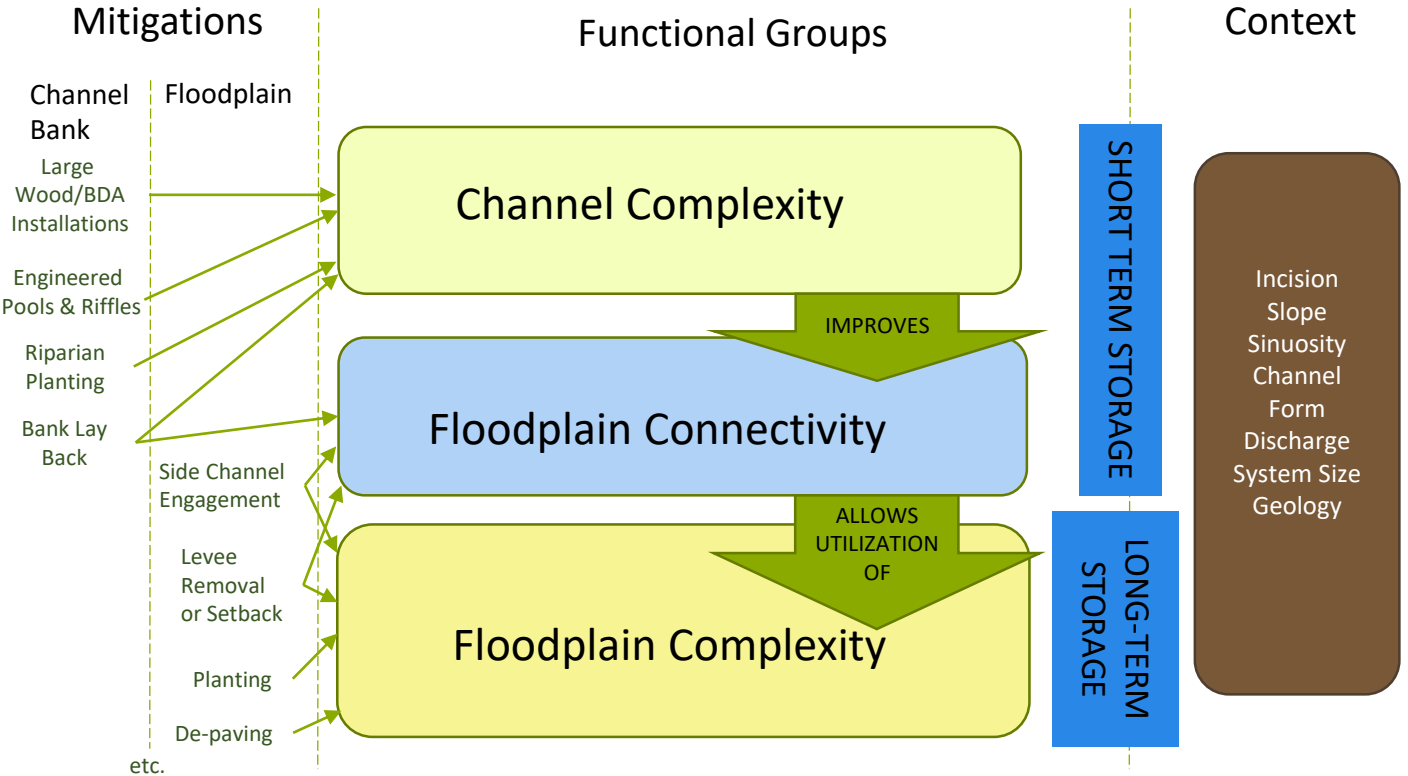 Mitigations
Functional Groups
Context
Channel
Bank
Floodplain
Large
Wood/BDA
Installations
Engineered
Pools & Riffles
Riparian
Planting
Bank Lay
Back
Side Channel
Engagement
Levee
Removal
or Setback
Planting
De-paving
etc.
Channel Complexity
IMPROVES
Floodplain Connectivity
ALLOWS
UTILIZATION
OF
Floodplain Complexity
SHORT TERM STORAGE
LONG-TERM
STORAGE
Incision
Slope
Sinuosity
Channel
Form
Discharge
System Size
Geology